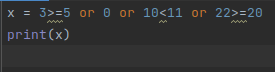 x = 3>=5 or 0 or 10<11 or 22>=20
print(x)